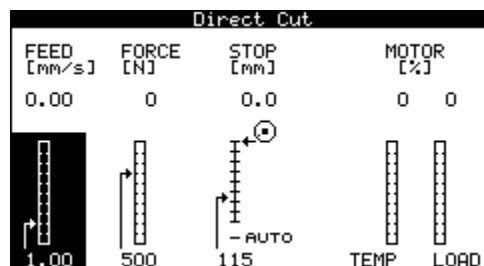 Direct Cut
FEED FORCE STOP MOTOR
[mm/s] [N] [mm] [%]
0.00 0 0.0 0 0
- AUTO
1.00 500 115 TEMP LOAD